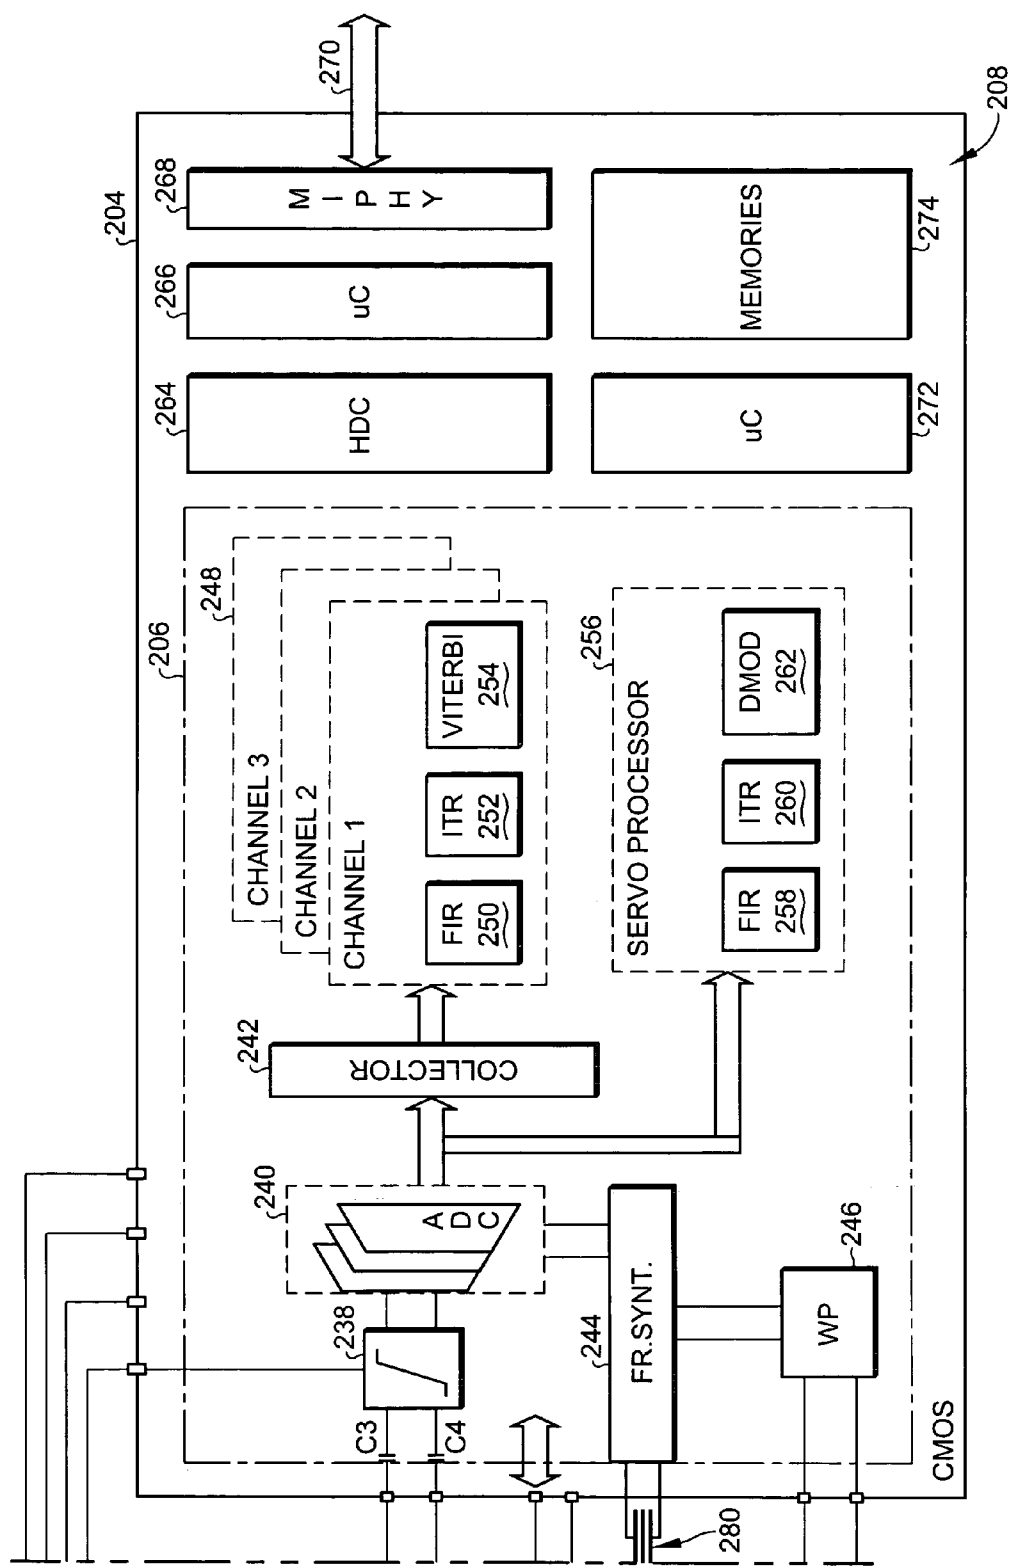 204
270
268
MIPHY
266
uC
264
HDC
MEMORIES
274
uC
272
208
206
248
CHANNEL 3
CHANNEL 2
CHANNEL 1
FIR
250
ITR
252
VITERBI
254
256
SERVO PROCESSOR
FIR
258
ITR
260
DMOD
262
242
COLLECTOR
240
ADC
238
C3
C4
244
FR.SYNT.
246
WP
280
CMOS